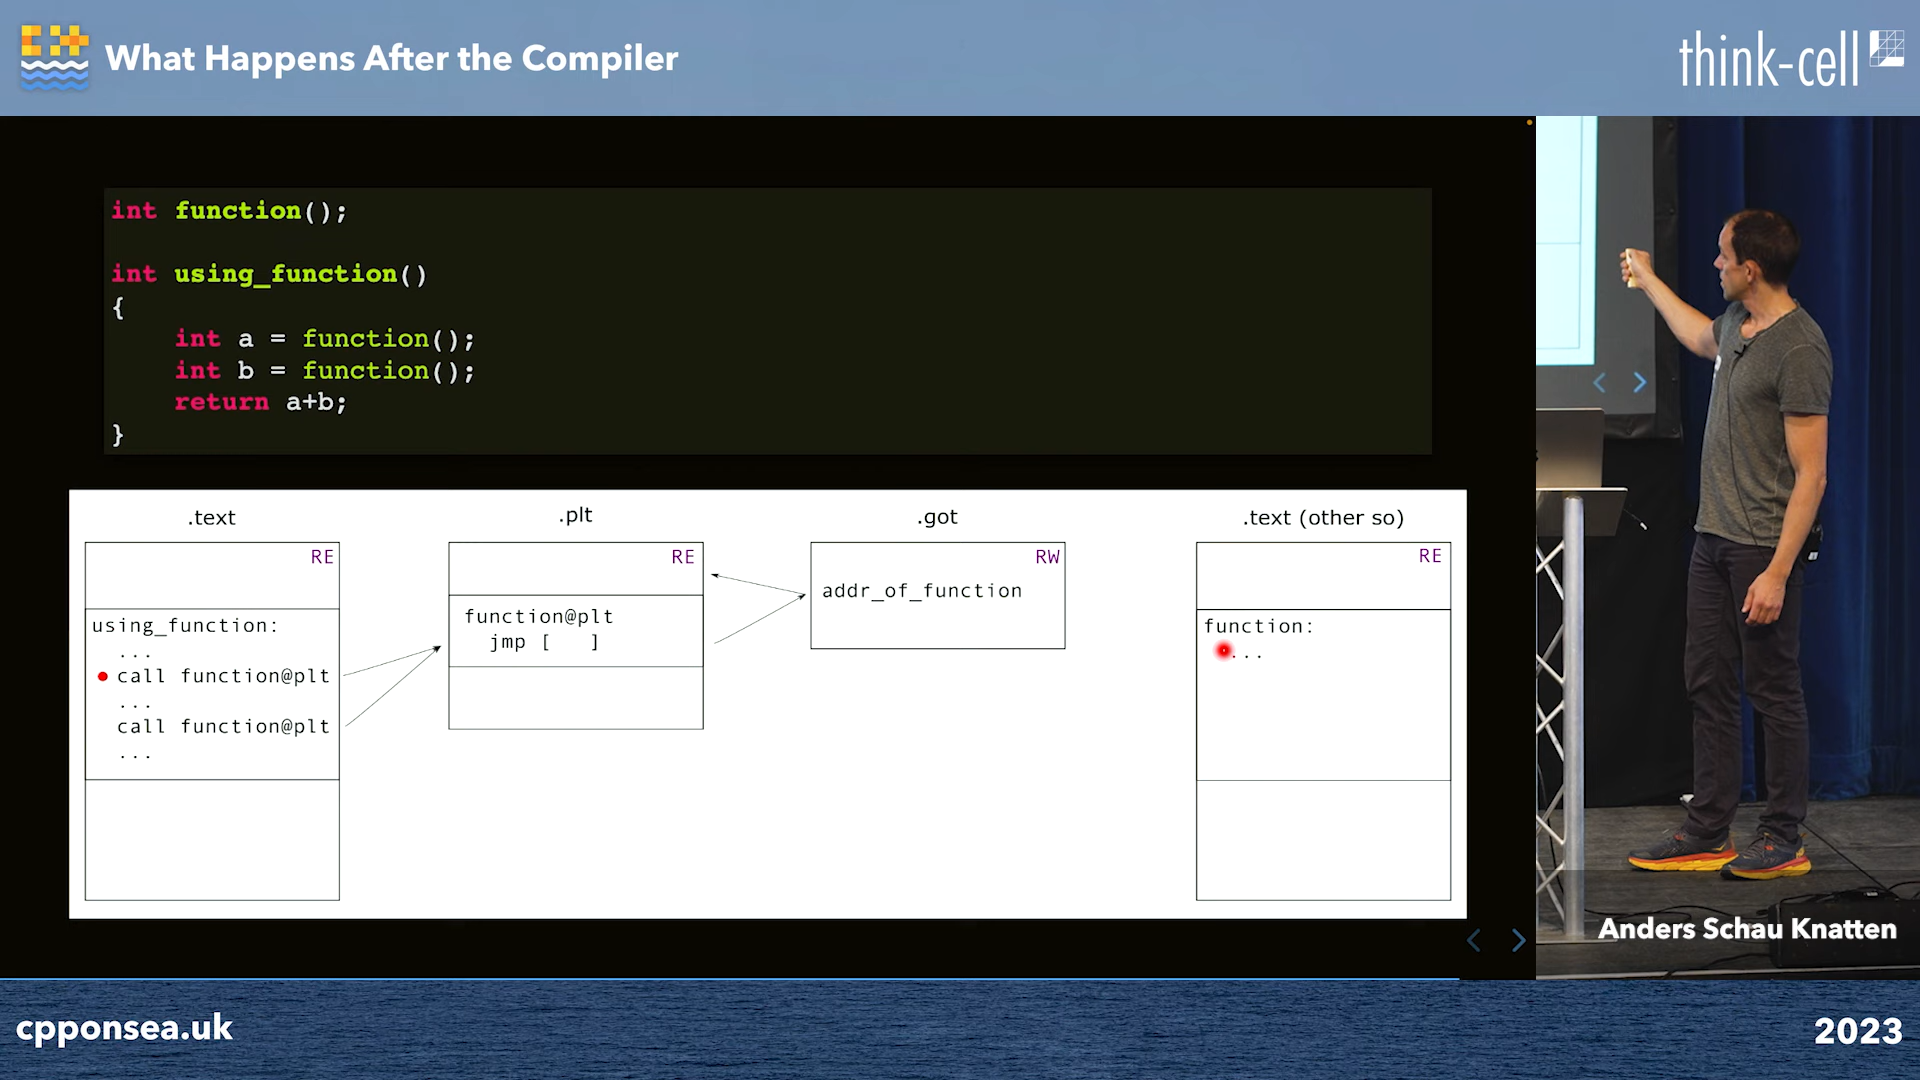 What Happens After the Compiler
think-cell
int function();
int using_function()
{
    int a = function();
    int b = function();
    return a+b;
}
.text
.plt
.got
.text (other so)
RE
RE
RW
RE
using_function:
...
call function@plt
...
call function@plt
...
function@plt
jmp [   ]
addr_of_function
function:
...
Anders Schau Knatten
cpponsea.uk
2023